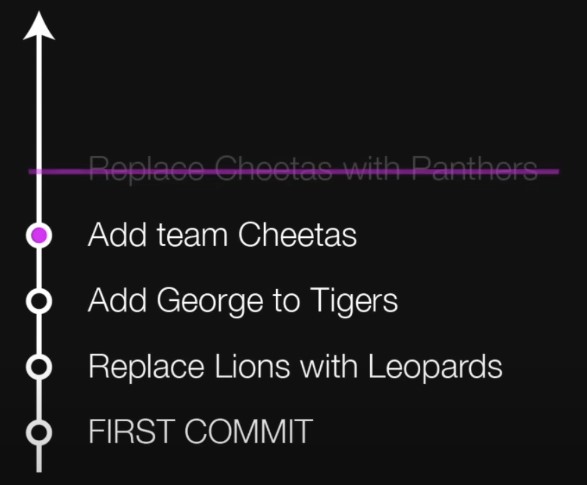 Replace Cheetas with Panthers
Add team Cheetas
Add George to Tigers
Replace Lions with Leopards
FIRST COMMIT